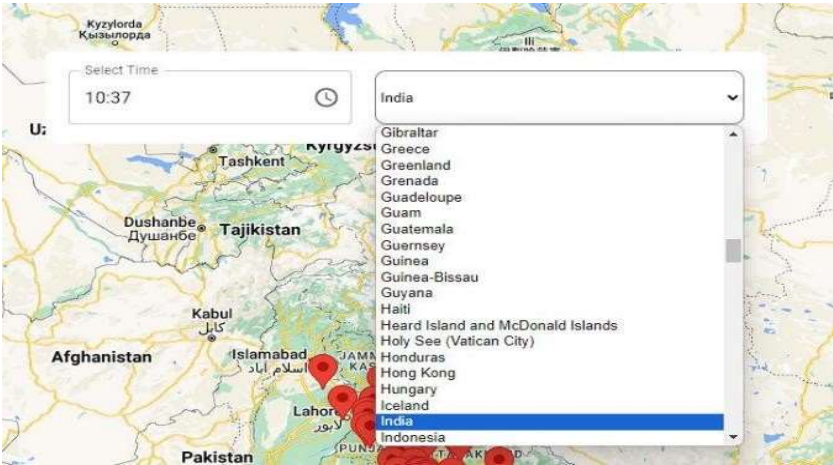 Kyzylorda
Кызылорда
Ili
Select Time
10:37
India
Tashkent
Dushanbe
Душанбе
Tajikistan
Kabul
کابل
Afghanistan
Islamabad
اسلام آباد
Lahore
لاہور
Pakistan
Gibraltar
Greece
Greenland
Grenada
Guadeloupe
Guam
Guatemala
Guernsey
Guinea
Guinea-Bissau
Guyana
Haiti
Heard Island and McDonald Islands
Holy See (Vatican City)
Honduras
Hong Kong
Hungary
Iceland
India
Indonesia